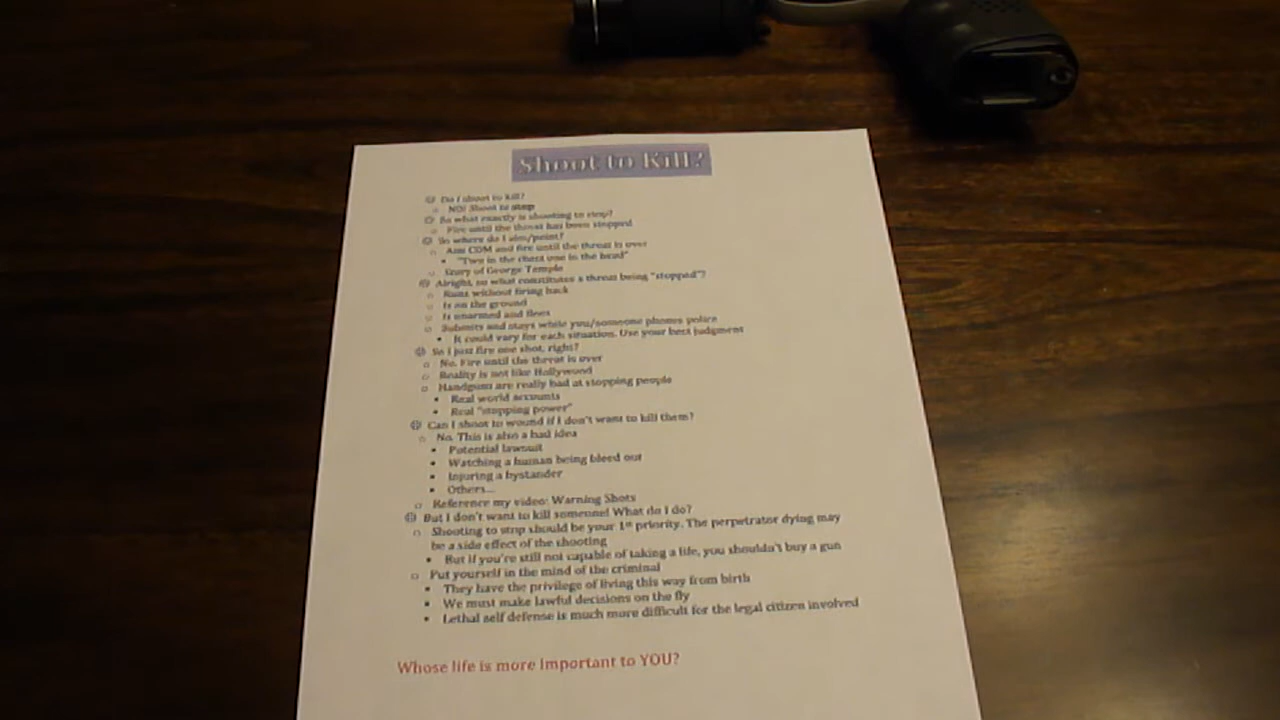 Shoot to Kill?
Do I shoot to kill?
NO! Shoot to stop
So what exactly is shooting to stop?
Fire until the threat has been stopped
So where do I aim/point?
Aim COM and fire until the threat is over
"Two in the chest one in the head"
Story of George Temple
Alright, so what constitutes a threat being "stopped"?
Runs without firing back
Is on the ground
Is unarmed and flees
Submits and stays while you/someone phones police
It could vary for each situation. Use your best judgment
So I just fire one shot, right?
No. Fire until the threat is over
Reality is not like Hollywood
Handguns are really bad at stopping people
Real world accounts
Real "stopping power"
Can I shoot to wound if I don't want to kill them?
No. This is also a bad idea
Potential lawsuit
Watching a human being bleed out
Injuring a bystander
Others...
Reference my video: Warning Shots
But I don't want to kill someone! What do I do?
Shooting to stop should be your 1st priority. The perpetrator dying may
be a side effect of the shooting
But if you're still not capable of taking a life, you shouldn't buy a gun
Put yourself in the mind of the criminal
They have the privilege of living this way from birth
We must make lawful decisions on the fly
Lethal self defense is much more difficult for the legal citizen involved
Whose life is more important to YOU?